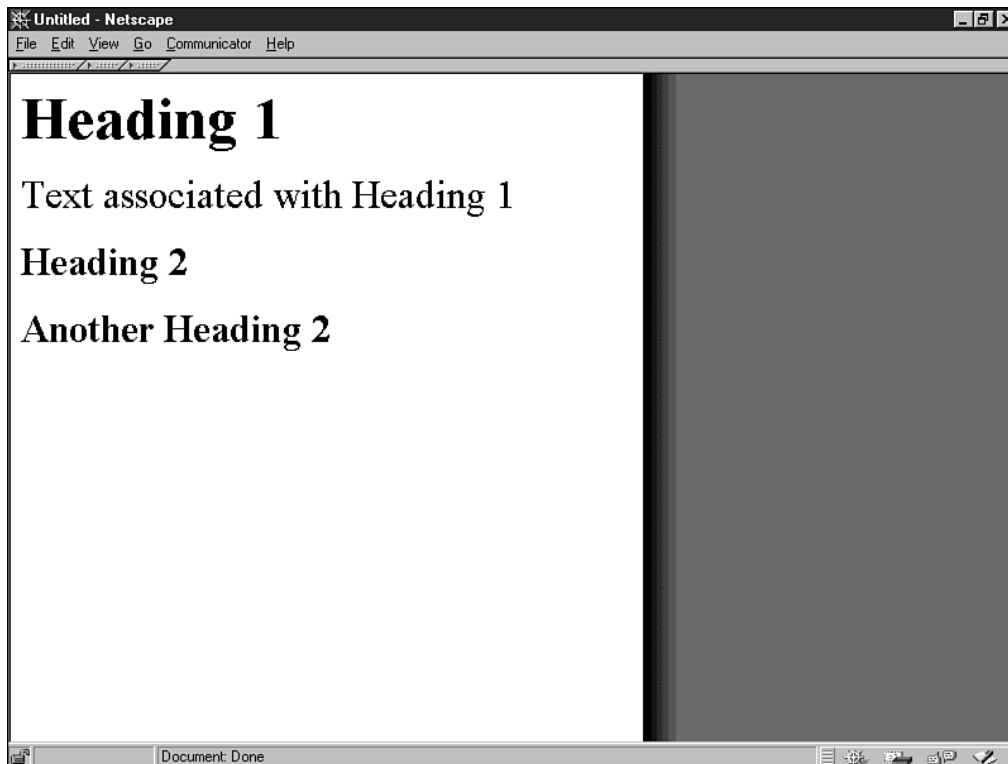 Untitled - Netscape
File Edit View Go Communicator Help
Heading 1
Text associated with Heading 1
Heading 2
Another Heading 2
Document: Done